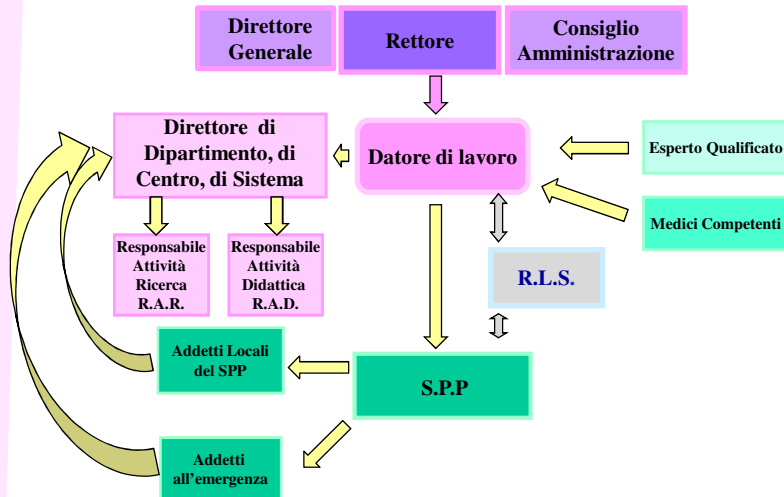 Direttore
Generale
Rettore
Consiglio
Amministrazione
Direttore di
Dipartimento, di
Centro, di Sistema
Datore di lavoro
Esperto Qualificato
Medici Competenti
Responsabile
Attività
Ricerca
R.A.R.
Responsabile
Attività
Didattica
R.A.D.
R.L.S.
Addetti Locali
del SPP
S.P.P
Addetti
all'emergenza